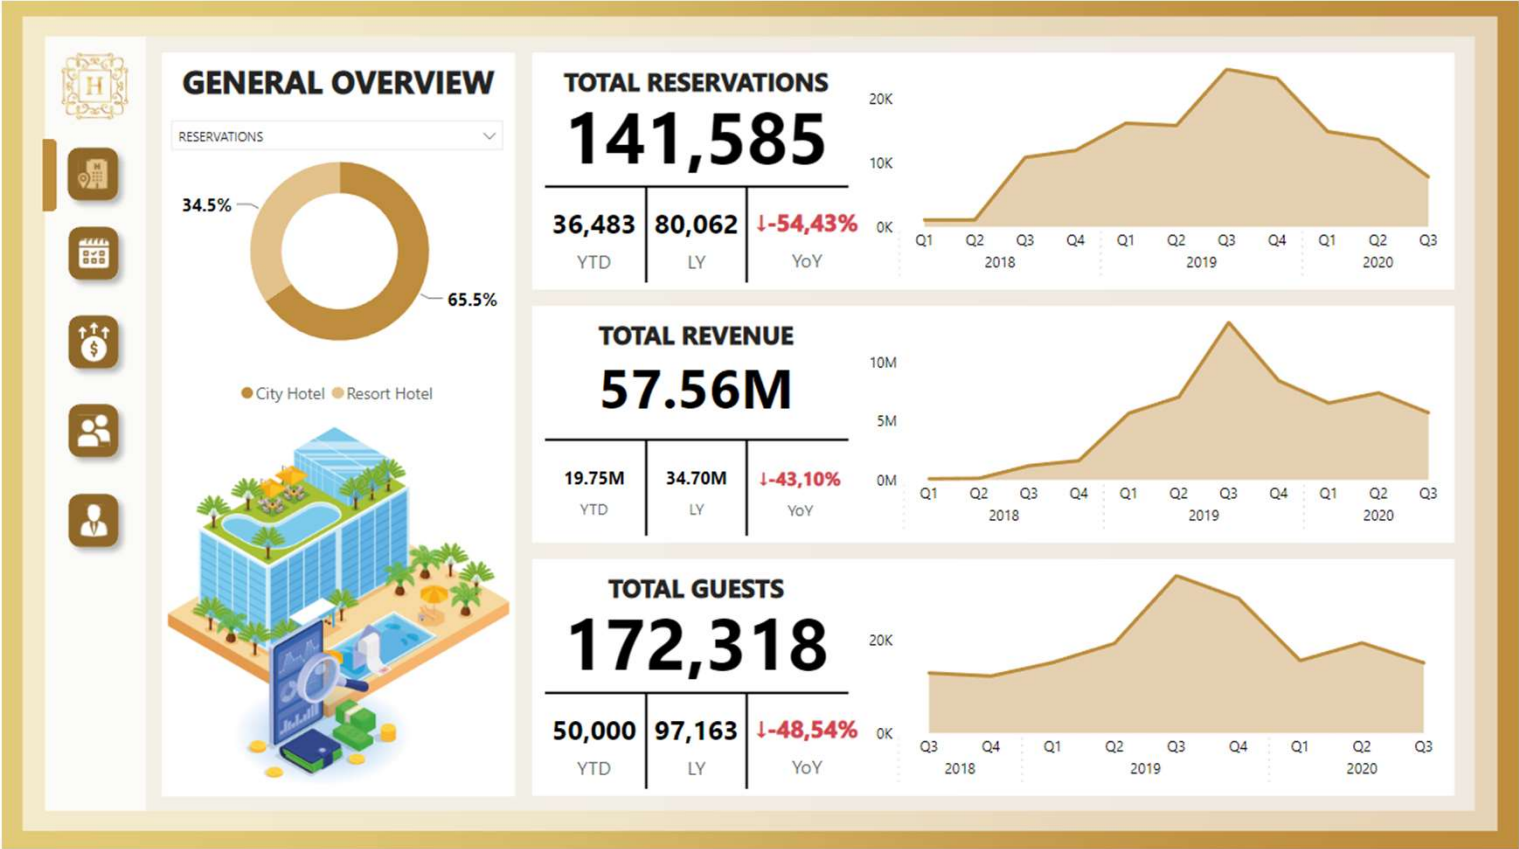 H
GENERAL OVERVIEW
RESERVATIONS
34.5%
65.5%
City Hotel Resort Hotel
TOTAL RESERVATIONS
141,585
36,483 80,062 ↓-54,43%
YTD LY YoY
20K
10K
0K
Q1 Q2 Q3 Q4 Q1 Q2 Q3 Q4 Q1 Q2 Q3
2018 2019 2020
TOTAL REVENUE
57.56M
19.75M 34.70M ↓-43,10%
YTD LY YoY
10M
5M
0M
Q1 Q2 Q3 Q4 Q1 Q2 Q3 Q4 Q1 Q2 Q3
2018 2019 2020
TOTAL GUESTS
172,318
50,000 97,163 ↓-48,54%
YTD LY YoY
20K
0K
Q3 Q4 Q1 Q2 Q3 Q4 Q1 Q2 Q3
2018 2019 2020